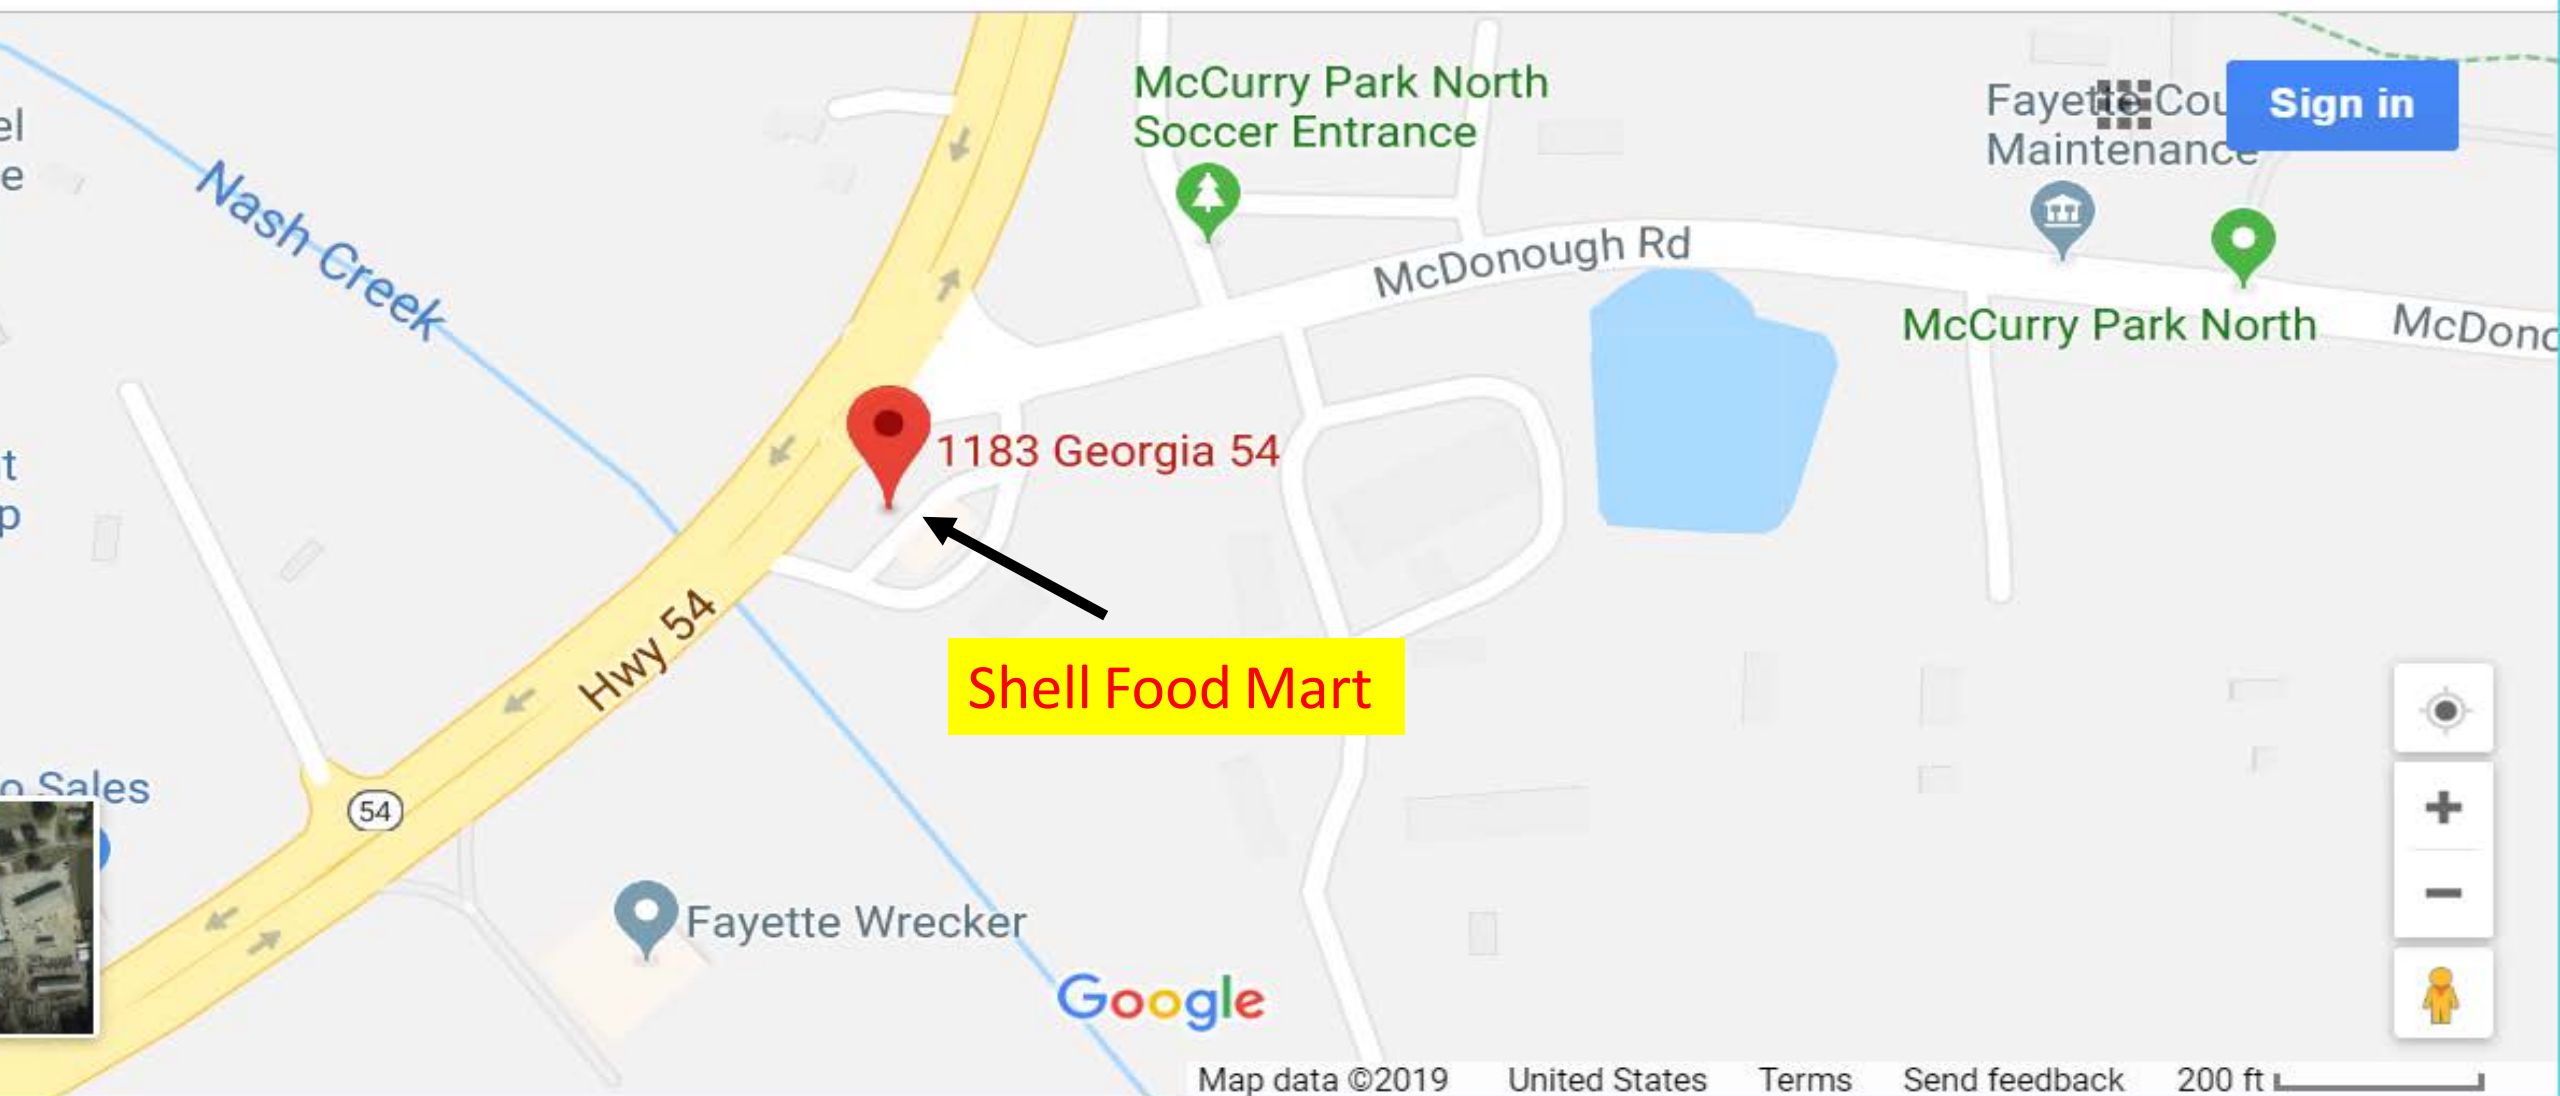 McCurry Park North
Soccer Entrance
Sign in
Maintenance
Nash Creek
McDonough Rd
McCurry Park North
1183 Georgia 54
Hwy 54
Shell Food Mart
Sales
54
Fayette Wrecker
Google
Map data ©2019 United States Terms Send feedback 200 ft